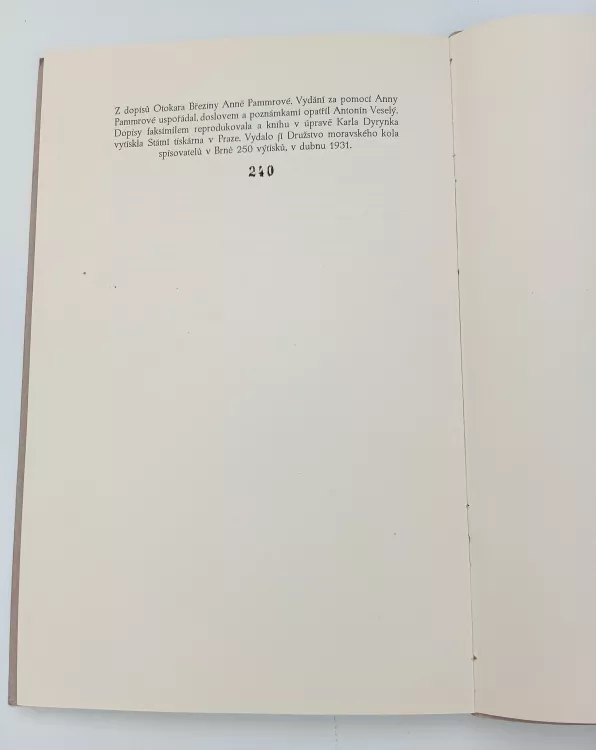 Z dopisů Otokara Březiny Anně Pammrové. Vydání za pomoci Anny
Pammrové uspořádal, doslovem a poznámkami opatřil Antonín Veselý.
Dopisy faksimilem reprodukovala a knihu v úpravě Karla Dyrynka
vytiskla Státní tiskárna v Praze. Vydalo ji Družstvo moravského kola
spisovatelů v Brně 250 výtisků, v dubnu 1931.
240